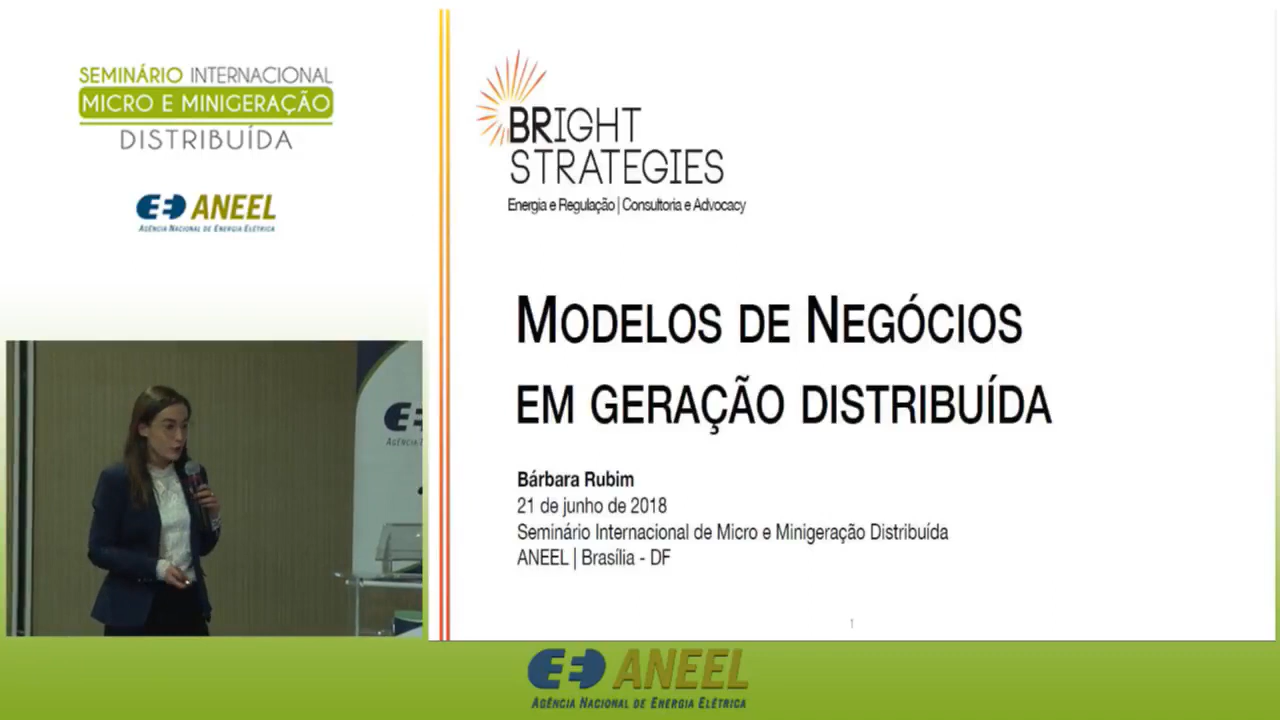 SEMINÁRIO INTERNACIONAL
MICRO E MINIGERAÇÃO
DISTRIBUÍDA
ANEEL
AGÊNCIA NACIONAL DE ENERGIA ELÉTRICA
BRIGHT
STRATEGIES
Energia e Regulação | Consultoria e Advocacy
MODELOS DE NEGÓCIOS
EM GERAÇÃO DISTRIBUÍDA
Bárbara Rubim
21 de junho de 2018
Seminário Internacional de Micro e Minigeração Distribuída
ANEEL | Brasília - DF
1
AGÊNCIA
ANEEL
AGÊNCIA NACIONAL DE ENERGIA ELÉTRICA